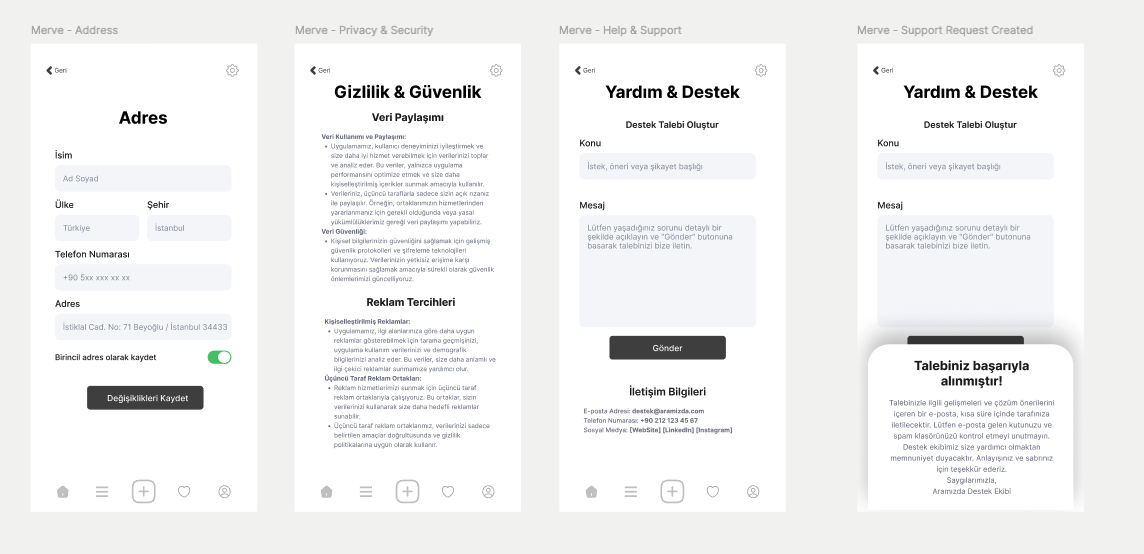 Merve - Address
Geri
Adres
İsim
Ad Soyad
Ülke
Şehir
Türkiye
İstanbul
Telefon Numarası
+90 5xx xxx xx xx
Adres
İstiklal Cad. No: 71 Beyoğlu / İstanbul 34433
Birincil adres olarak kaydet
Değişiklikleri Kaydet
Merve - Privacy & Security
Geri
Gizlilik & Güvenlik
Veri Paylaşımı
Veri Kullanımı ve Paylaşımı:
• Uygulamamız, kullanıcı deneyiminizi iyileştirmek ve
size daha iyi hizmet verebilmek için verilerinizi toplar
ve analiz eder. Bu veriler, yalnızca uygulama
performansını optimize etmek ve size daha
kişiselleştirilmiş içerikler sunmak amacıyla kullanılır.
• Verileriniz, üçüncü taraflarla sadece sizin açık rızanız
ile paylaşılır. Örneğin, ortaklarımızın hizmetlerinden
yararlanmanız için gerekli olduğunda veya yasal
yükümlülüklerimiz gereği veri paylaşımı yapabiliriz.
Veri Güvenliği:
• Kişisel bilgilerinizin güvenliğini sağlamak için gelişmiş
güvenlik protokolleri ve şifreleme teknolojileri
kullanıyoruz. Verilerinizin yetkisiz erişime karşı
korunmasını sağlamak amacıyla sürekli olarak güvenlik
önlemlerimizi güncelliyoruz.
Reklam Tercihleri
Kişiselleştirilmiş Reklamlar:
• Uygulamamız, ilgi alanlarınıza göre daha uygun
reklamlar gösterebilmek için tarama geçmişinizi,
uygulama kullanım verilerinizi ve demografik
bilgilerinizi analiz eder. Bu veriler, size daha anlamlı ve
ilgi çekici reklamlar sunmamıza yardımcı olur.
Üçüncü Taraf Reklam Ortakları:
• Reklam hizmetlerimizi sunmak için üçüncü taraf
reklam ortaklarıyla çalışıyoruz. Bu ortaklar, sizin
verilerinizi kullanarak size daha hedefli reklamlar
sunabilir.
• Üçüncü taraf reklam ortaklarımız, verilerinizi sadece
belirtilen amaçlar doğrultusunda ve gizlilik
politikalarına uygun olarak kullanır.
Merve - Help & Support
Geri
Yardım & Destek
Destek Talebi Oluştur
Konu
İstek, öneri veya şikayet başlığı
Mesaj
Lütfen yaşadığınız sorunu detaylı bir
şekilde açıklayın ve "Gönder" butonuna
basarak talebinizi bize iletin.
Gönder
İletişim Bilgileri
E-posta Adresi: destek@aramizda.com
Telefon Numarası: +90 212 123 45 67
Sosyal Medya: [WebSite] [LinkedIn] [Instagram]
Merve - Support Request Created
Geri
Yardım & Destek
Destek Talebi Oluştur
Konu
İstek, öneri veya şikayet başlığı
Mesaj
Lütfen yaşadığınız sorunu detaylı bir
şekilde açıklayın ve "Gönder" butonuna
basarak talebinizi bize iletin.
Talebiniz başarıyla
alınmıştır!
Talebinizle ilgili gelişmeleri ve çözüm önerilerini
içeren bir e-posta, kısa süre içinde tarafınıza
iletilecektir. Lütfen e-posta gelen kutunuzu ve
spam klasörünüzü kontrol etmeyi unutmayın.
Destek ekibimiz size yardımcı olmaktan
memnuniyet duyacaktır. Anlayışınız ve sabrınız
için teşekkür ederiz.
Saygılarımızla,
Aramizda Destek Ekibi